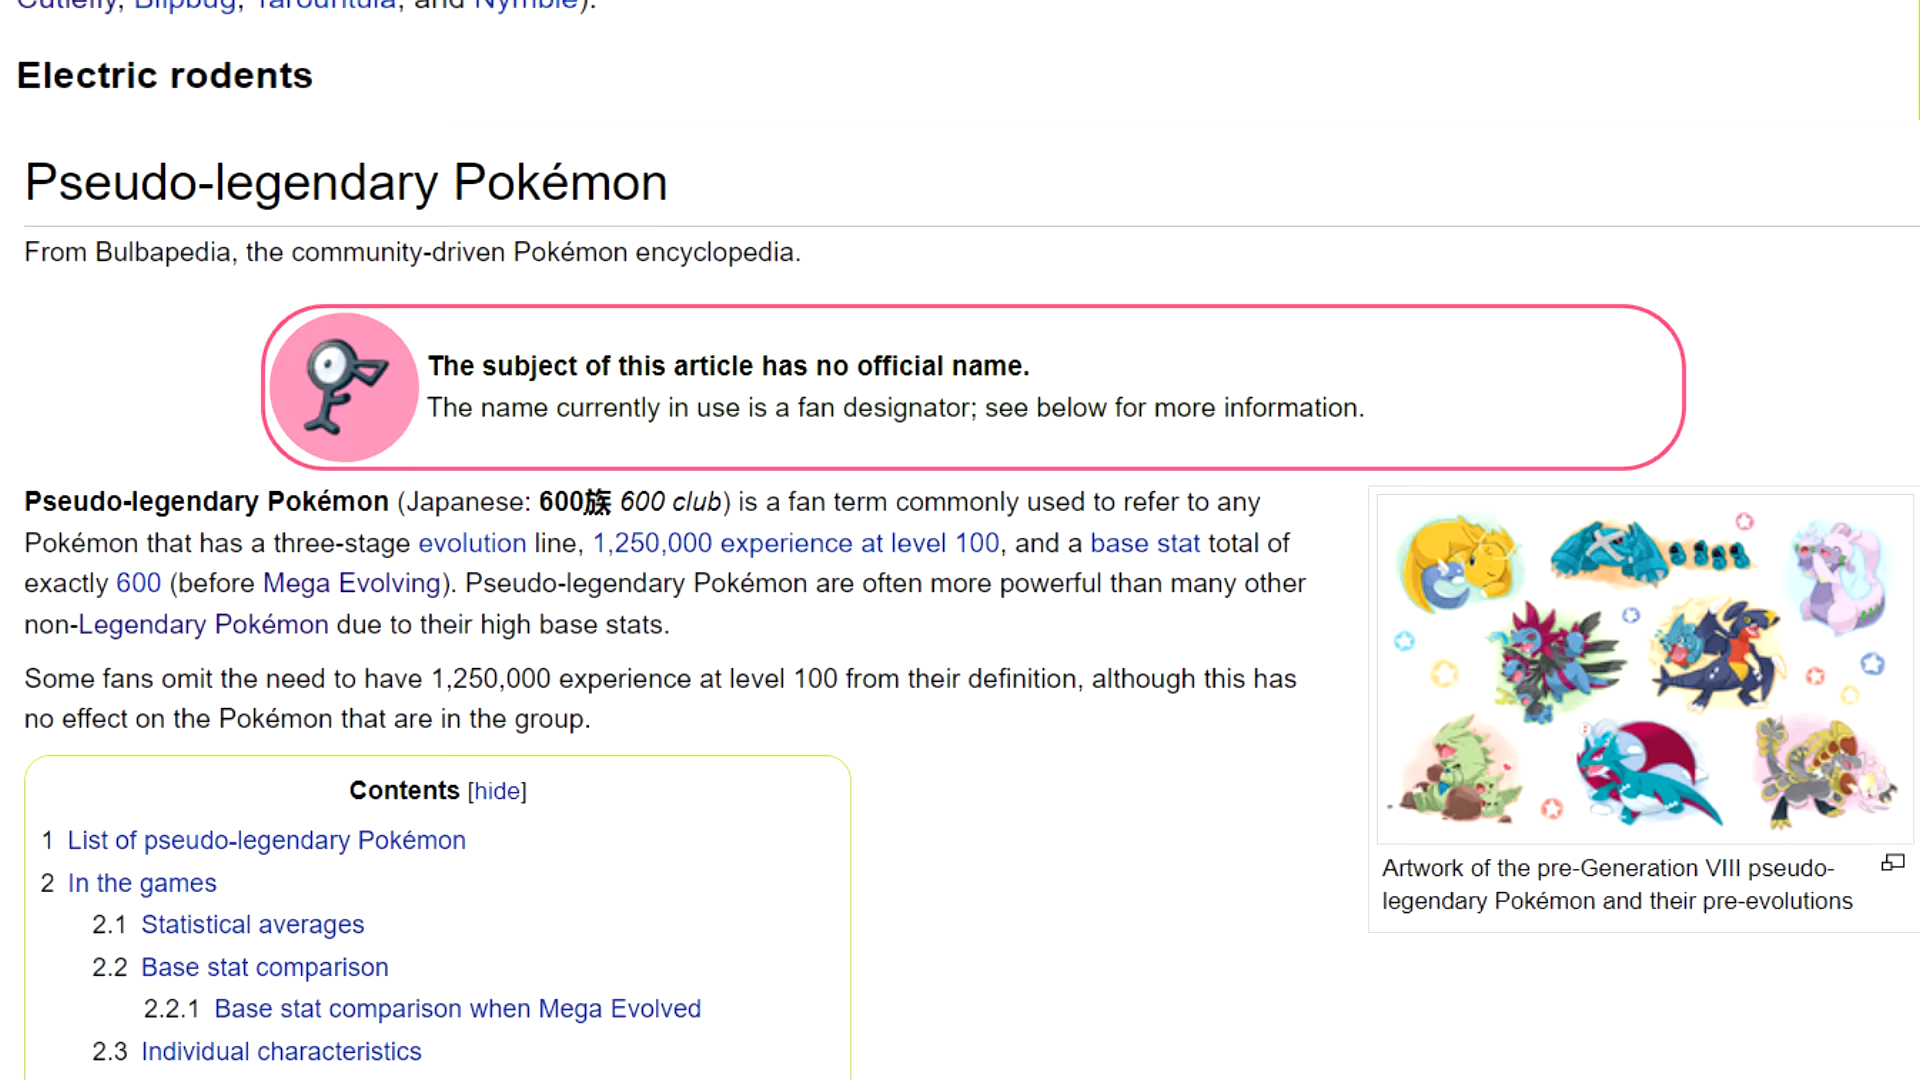 Cutiefly, Blipbug, Tarountula, and Nymble).
Electric rodents
Pseudo-legendary Pokémon
From Bulbapedia, the community-driven Pokémon encyclopedia.
The subject of this article has no official name.
The name currently in use is a fan designator; see below for more information.
Pseudo-legendary Pokémon (Japanese: 600族 600 club) is a fan term commonly used to refer to any
Pokémon that has a three-stage evolution line, 1,250,000 experience at level 100, and a base stat total of
exactly 600 (before Mega Evolving). Pseudo-legendary Pokémon are often more powerful than many other
non-Legendary Pokémon due to their high base stats.
Some fans omit the need to have 1,250,000 experience at level 100 from their definition, although this has
no effect on the Pokémon that are in the group.
Artwork of the pre-Generation VIII pseudo-
legendary Pokémon and their pre-evolutions
Contents [hide]
1 List of pseudo-legendary Pokémon
2 In the games
2.1 Statistical averages
2.2 Base stat comparison
2.2.1 Base stat comparison when Mega Evolved
2.3 Individual characteristics